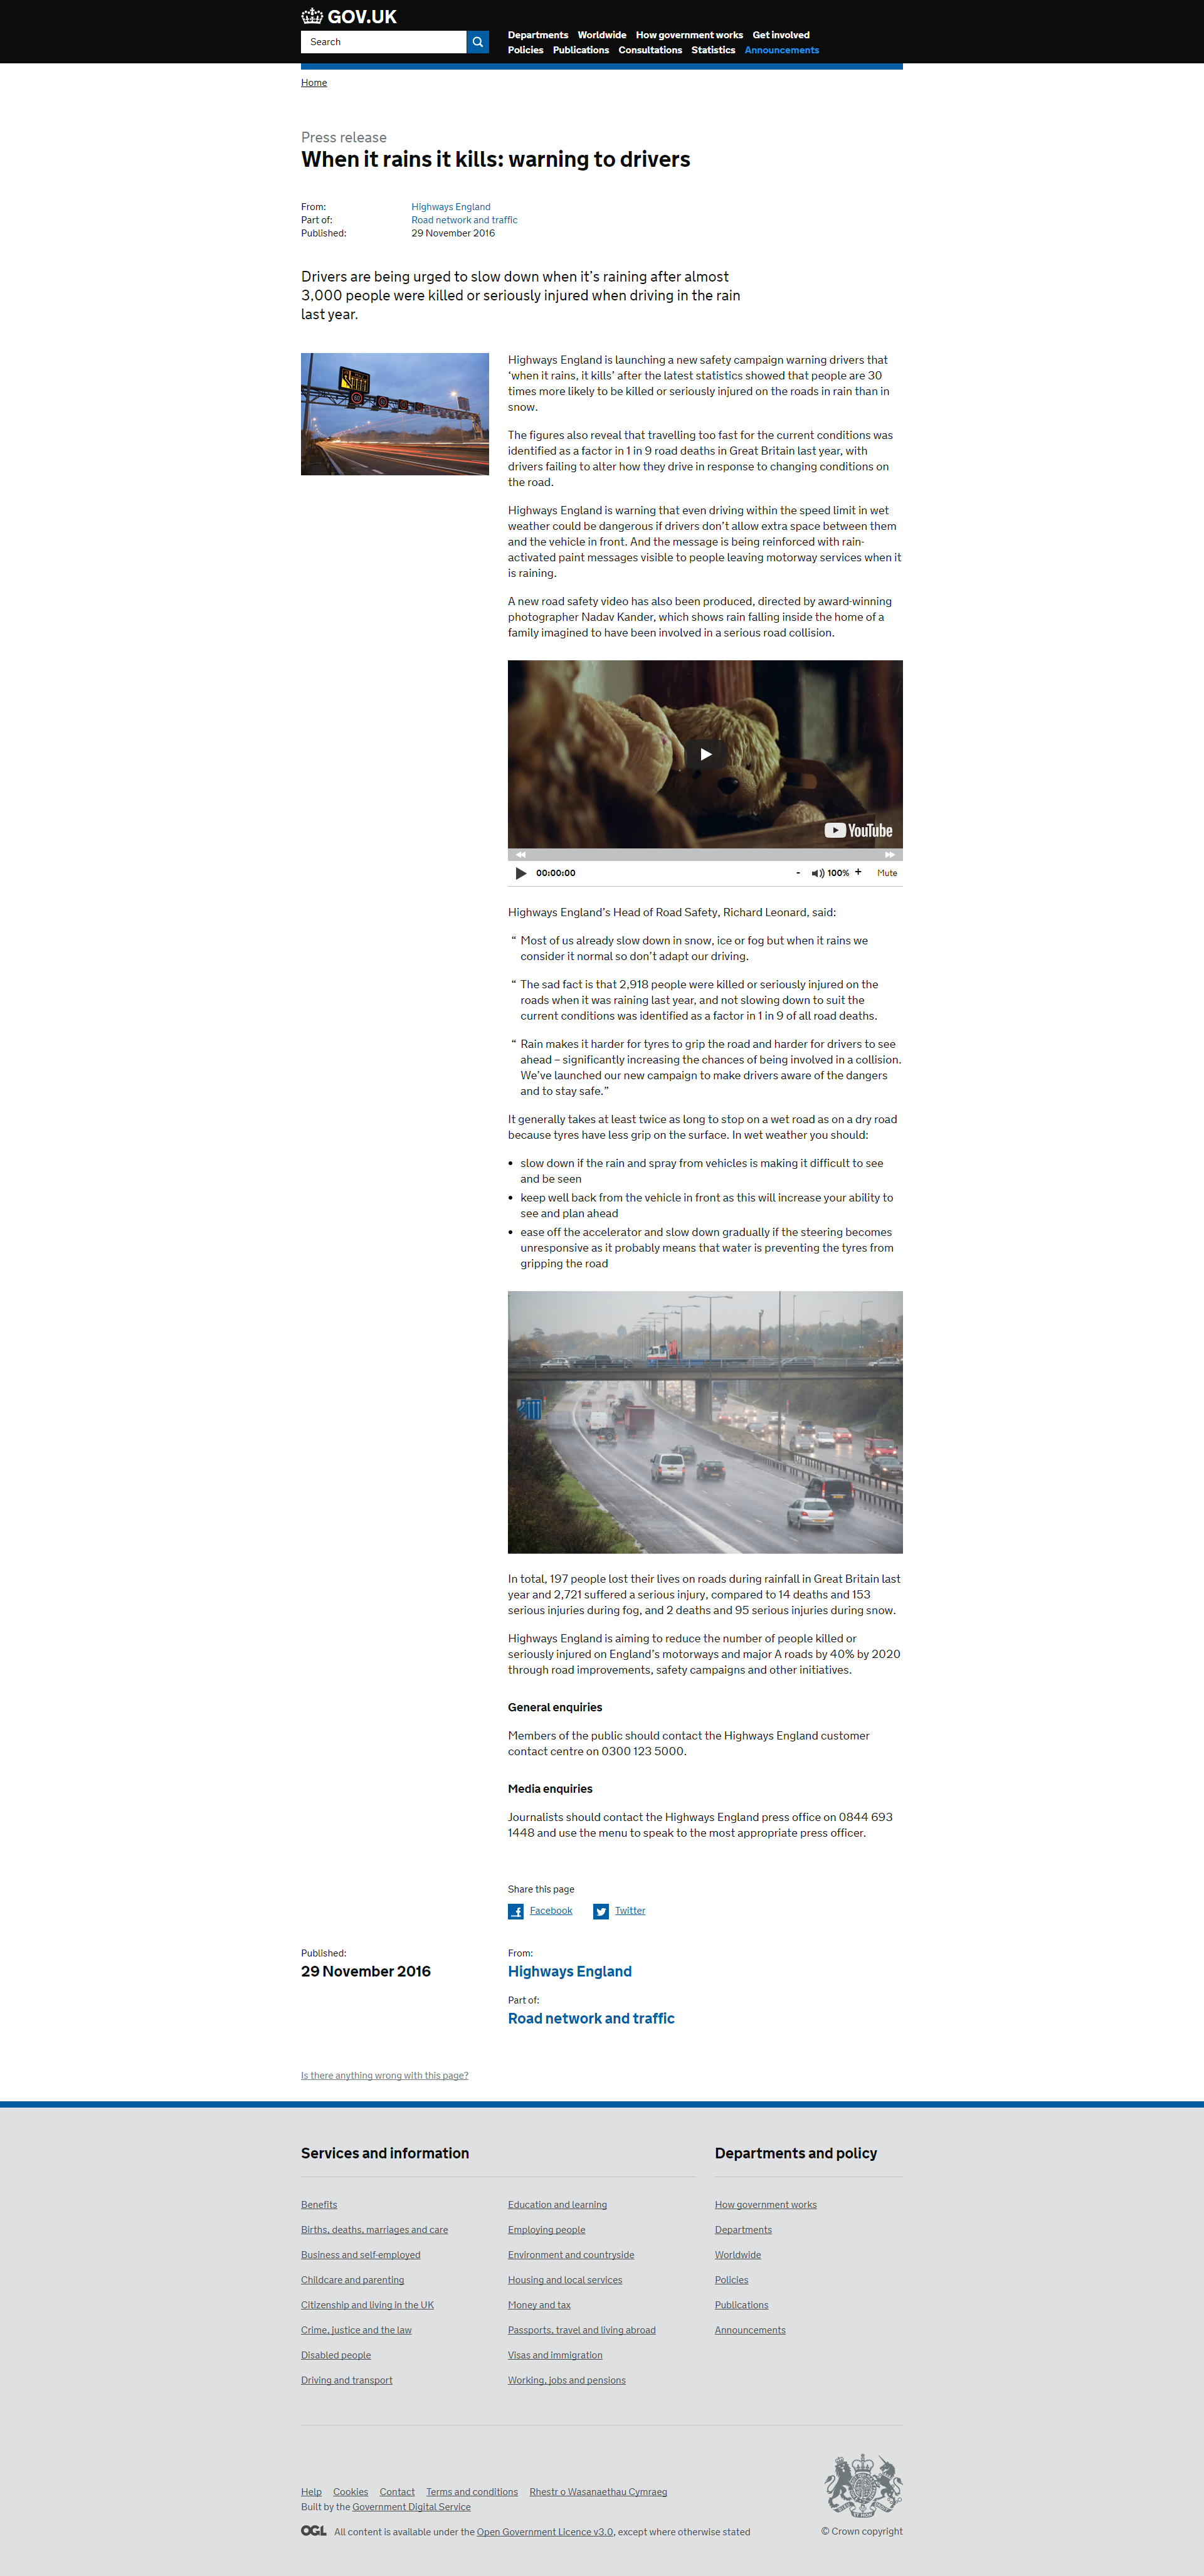 GOV.UK
Search
Departments Worldwide How government works Get involved
Policies Publications Consultations Statistics Announcements
Home
Press release
When it rains it kills: warning to drivers
From: Highways England
Part of: Road network and traffic
Published: 29 November 2016
Drivers are being urged to slow down when it’s raining after almost
3,000 people were killed or seriously injured when driving in the rain
last year.
Highways England is launching a new safety campaign warning drivers that
‘when it rains, it kills’ after the latest statistics showed that people are 30
times more likely to be killed or seriously injured on the roads in rain than in
snow.
The figures also reveal that travelling too fast for the current conditions was
identified as a factor in 1 in 9 road deaths in Great Britain last year, with
drivers failing to alter how they drive in response to changing conditions on
the road.
Highways England is warning that even driving within the speed limit in wet
weather could be dangerous if drivers don’t allow extra space between them
and the vehicle in front. And the message is being reinforced with rain-
activated paint messages visible to people leaving motorway services when it
is raining.
A new road safety video has also been produced, directed by award-winning
photographer Nadav Kander, which shows rain falling inside the home of a
family imagined to have been involved in a serious road collision.
YouTube
00:00:00 - 100% + Mute
Highways England’s Head of Road Safety, Richard Leonard, said:
“ Most of us already slow down in snow, ice or fog but when it rains we
consider it normal so don’t adapt our driving.
“ The sad fact is that 2,918 people were killed or seriously injured on the
roads when it was raining last year, and not slowing down to suit the
current conditions was identified as a factor in 1 in 9 of all road deaths.
“ Rain makes it harder for tyres to grip the road and harder for drivers to see
ahead – significantly increasing the chances of being involved in a collision.
We’ve launched our new campaign to make drivers aware of the dangers
and to stay safe.”
It generally takes at least twice as long to stop on a wet road as on a dry road
because tyres have less grip on the surface. In wet weather you should:
• slow down if the rain and spray from vehicles is making it difficult to see
and be seen
• keep well back from the vehicle in front as this will increase your ability to
see and plan ahead
• ease off the accelerator and slow down gradually if the steering becomes
unresponsive as it probably means that water is preventing the tyres from
gripping the road
In total, 197 people lost their lives on roads during rainfall in Great Britain last
year and 2,721 suffered a serious injury, compared to 14 deaths and 153
serious injuries during fog, and 2 deaths and 95 serious injuries during snow.
Highways England is aiming to reduce the number of people killed or
seriously injured on England’s motorways and major A roads by 40% by 2020
through road improvements, safety campaigns and other initiatives.
General enquiries
Members of the public should contact the Highways England customer
contact centre on 0300 123 5000.
Media enquiries
Journalists should contact the Highways England press office on 0844 693
1448 and use the menu to speak to the most appropriate press officer.
Share this page
Facebook Twitter
Published:
29 November 2016
From:
Highways England
Part of:
Road network and traffic
Is there anything wrong with this page?
Services and information
Benefits
Births, deaths, marriages and care
Business and self-employed
Childcare and parenting
Citizenship and living in the UK
Crime, justice and the law
Disabled people
Driving and transport
Education and learning
Employing people
Environment and countryside
Housing and local services
Money and tax
Passports, travel and living abroad
Visas and immigration
Working, jobs and pensions
Departments and policy
How government works
Departments
Worldwide
Policies
Publications
Announcements
Help Cookies Contact Terms and conditions Rhestr o Wasanaethau Cymraeg
Built by the Government Digital Service
OGL All content is available under the Open Government Licence v3.0, except where otherwise stated
© Crown copyright